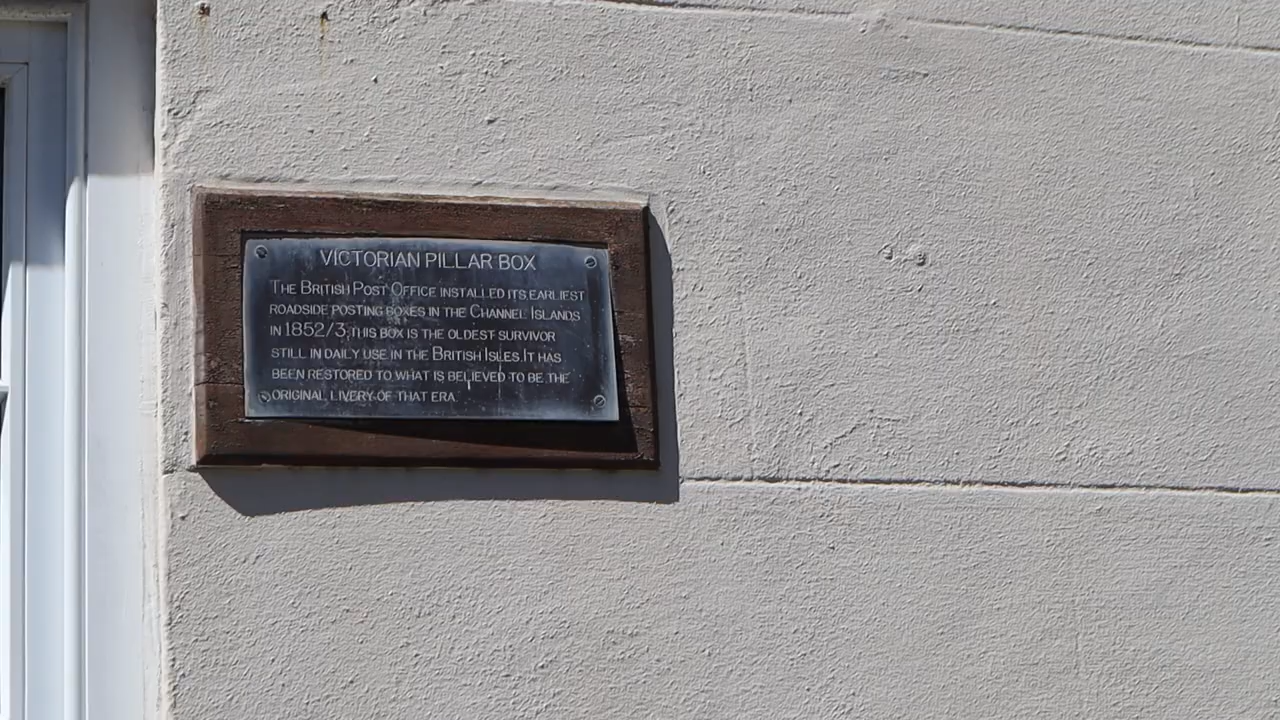 VICTORIAN PILLAR BOX
THE BRITISH POST OFFICE INSTALLED ITS EARLIEST
ROADSIDE POSTING BOXES IN THE CHANNEL ISLANDS
IN 1852/3. THIS BOX IS THE OLDEST SURVIVOR
STILL IN DAILY USE IN THE BRITISH ISLES. IT HAS
BEEN RESTORED TO WHAT IS BELIEVED TO BE THE
ORIGINAL LIVERY OF THAT ERA